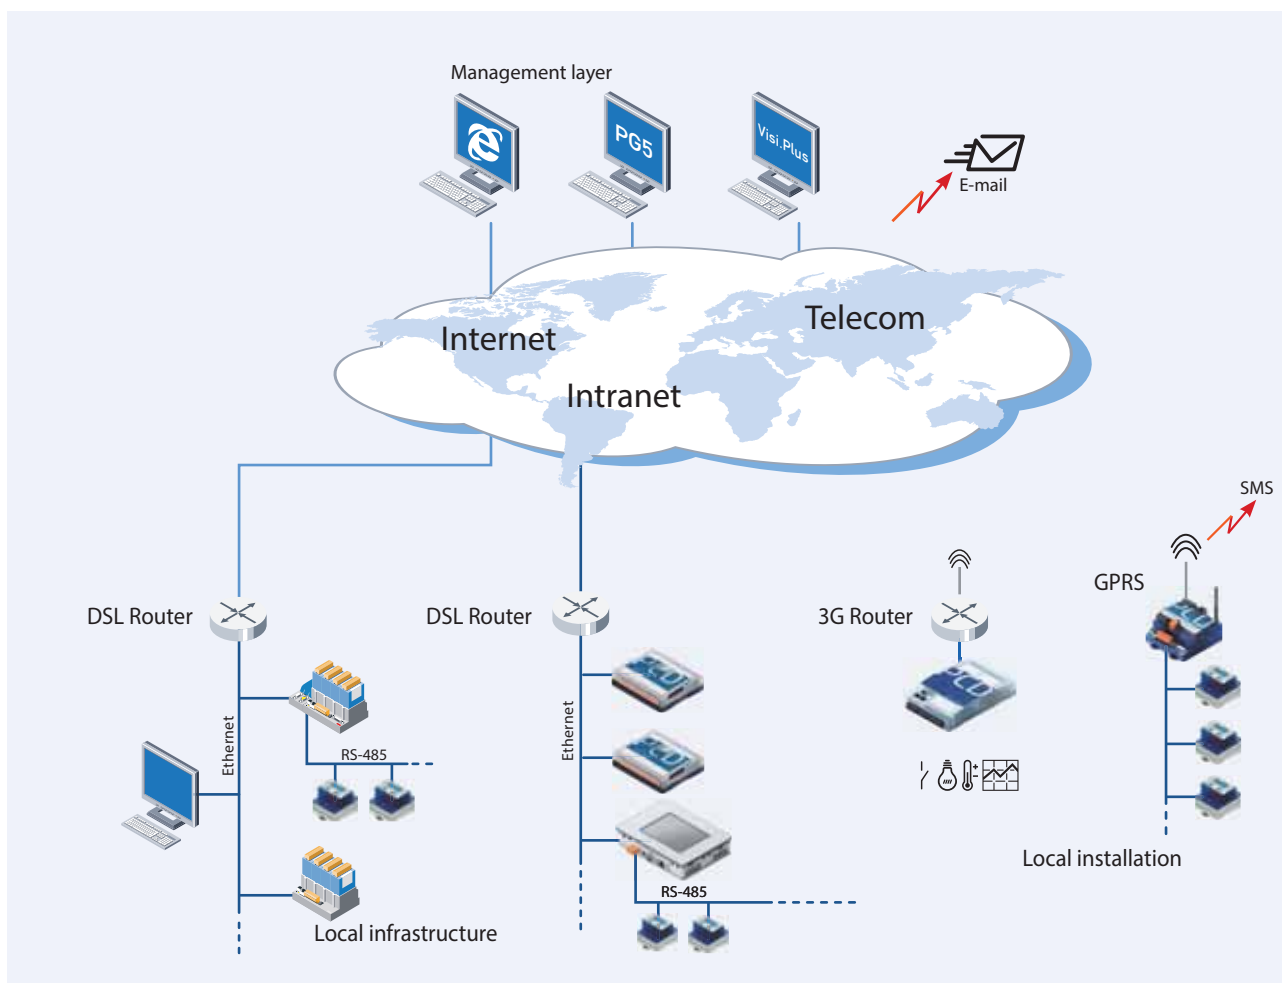 Management layer
PG5
Visi.Plus
E-mail
Telecom
Internet
Intranet
SMS
GPRS
DSL Router
DSL Router
3G Router
Ethernet
Ethernet
RS-485
RS-485
Local installation
Local infrastructure